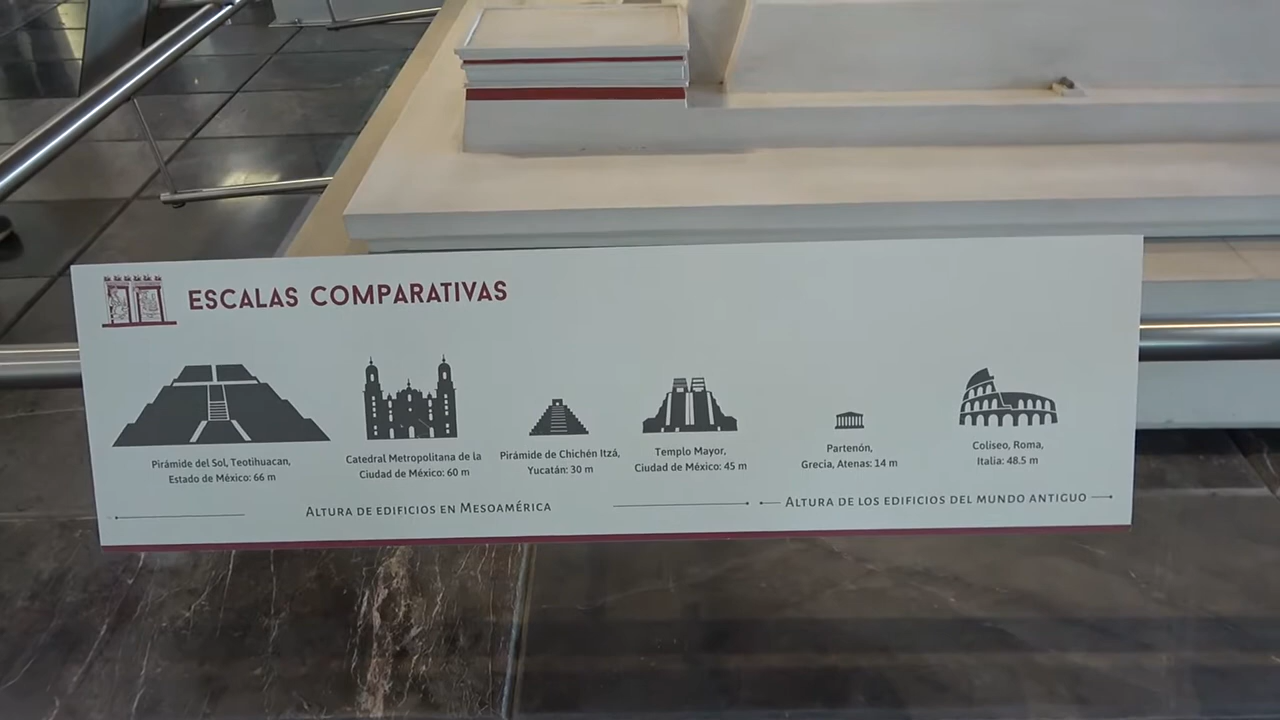 ESCALAS COMPARATIVAS
Pirámide del Sol, Teotihuacan,
Estado de México: 66 m
Catedral Metropolitana de la
Ciudad de México: 60 m
Pirámide de Chichén Itzá,
Yucatán: 30 m
Templo Mayor,
Ciudad de México: 45 m
Partenón,
Grecia, Atenas: 14 m
Coliseo, Roma,
Italia: 48.5 m
ALTURA DE EDIFICIOS EN MESOAMÉRICA
ALTURA DE LOS EDIFICIOS DEL MUNDO ANTIGUO